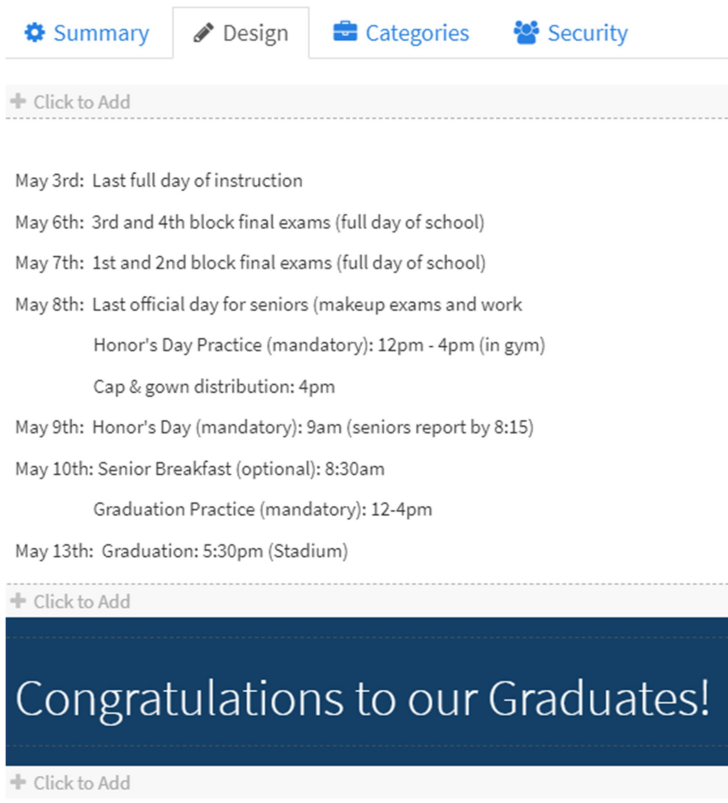 Summary Design Categories Security
Click to Add
May 3rd: Last full day of instruction
May 6th: 3rd and 4th block final exams (full day of school)
May 7th: 1st and 2nd block final exams (full day of school)
May 8th: Last official day for seniors (makeup exams and work
Honor's Day Practice (mandatory): 12pm - 4pm (in gym)
Cap & gown distribution: 4pm
May 9th: Honor's Day (mandatory): 9am (seniors report by 8:15)
May 10th: Senior Breakfast (optional): 8:30am
Graduation Practice (mandatory): 12-4pm
May 13th: Graduation: 5:30pm (Stadium)
Click to Add
Congratulations to our Graduates!
Click to Add